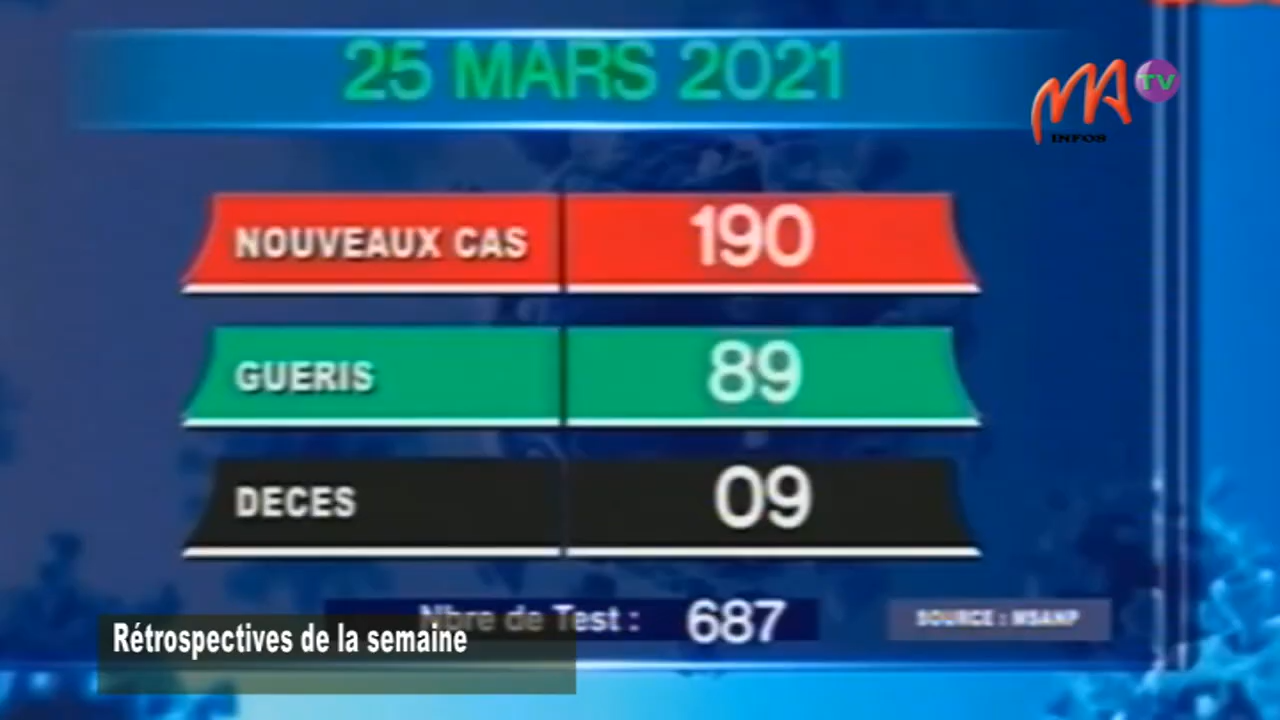 25 MARS 2021
MA TV
INFOS
NOUVEAUX CAS 190
GUERIS 89
DECES 09
Nbre de Test : 687
SOURCE : MSANP
Rétrospectives de la semaine